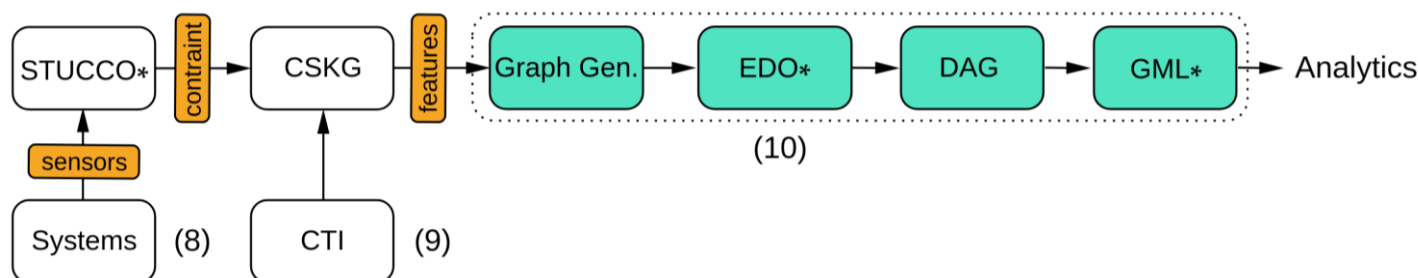 STUCCO*
contraint
CSKG
features
Graph Gen.
EDO*
DAG
GML*
Analytics
(10)
sensors
Systems
(8)
CTI
(9)